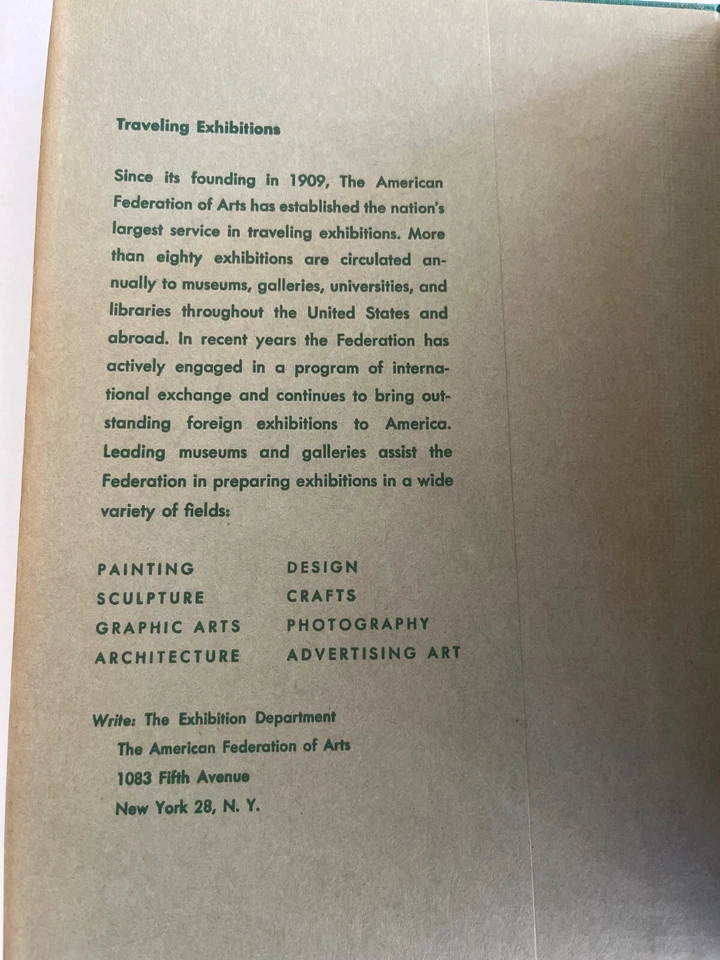 Traveling Exhibitions
Since its founding in 1909, The American
Federation of Arts has established the nation's
largest service in traveling exhibitions. More
than eighty exhibitions are circulated an-
nually to museums, galleries, universities, and
libraries throughout the United States and
abroad. In recent years the Federation has
actively engaged in a program of interna-
tional exchange and continues to bring out-
standing foreign exhibitions to America.
Leading museums and galleries assist the
Federation in preparing exhibitions in a wide
variety of fields:
PAINTING
SCULPTURE
GRAPHIC ARTS
ARCHITECTURE
DESIGN
CRAFTS
PHOTOGRAPHY
ADVERTISING ART
Write: The Exhibition Department
The American Federation of Arts
1083 Fifth Avenue
New York 28, N. Y.